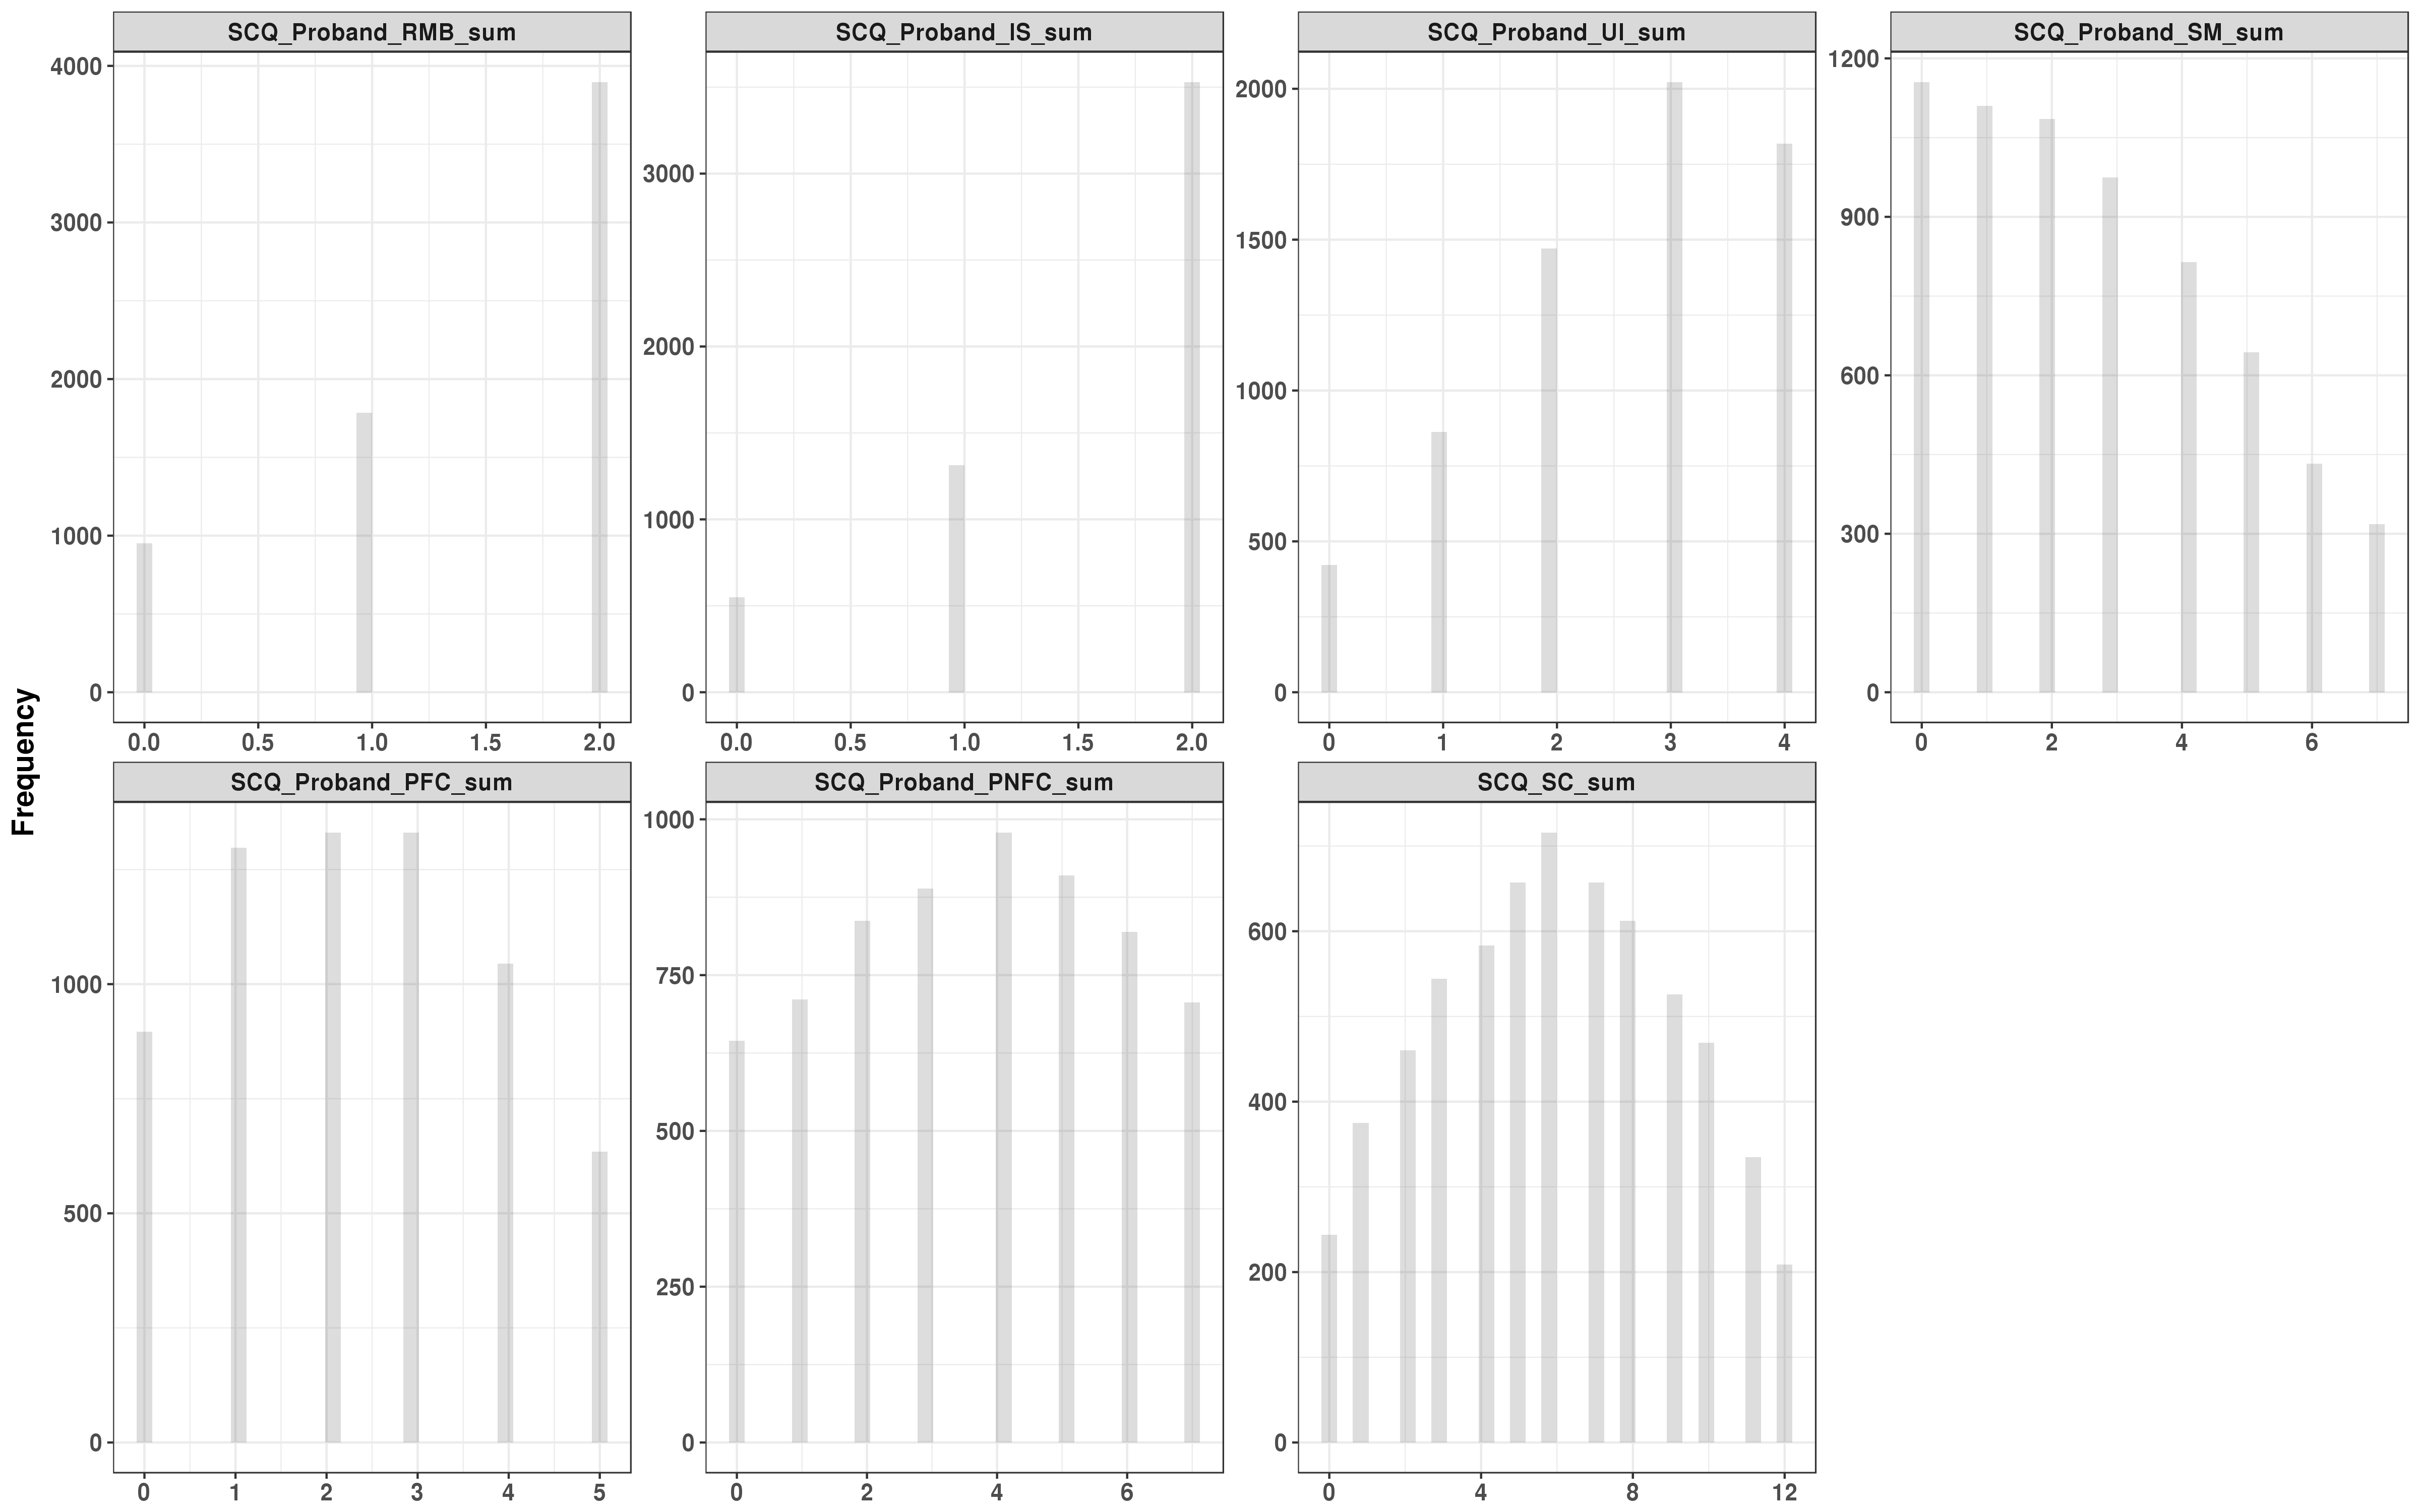 SCQ_Proband_RMB_sum
SCQ_Proband_IS_sum
SCQ_Proband_UI_sum
SCQ_Proband_SM_sum
4000
3000
2000
1000
0
0.0 0.5 1.0 1.5 2.0
3000
2000
1000
0
0.0 0.5 1.0 1.5 2.0
2000
1500
1000
500
0
0 1 2 3 4
1200
900
600
300
0
0 2 4 6
Frequency
SCQ_Proband_PFC_sum
SCQ_Proband_PNFC_sum
SCQ_SC_sum
1000
500
0
0 1 2 3 4 5
1000
750
500
250
0
0 2 4 6
600
400
200
0
0 4 8 12